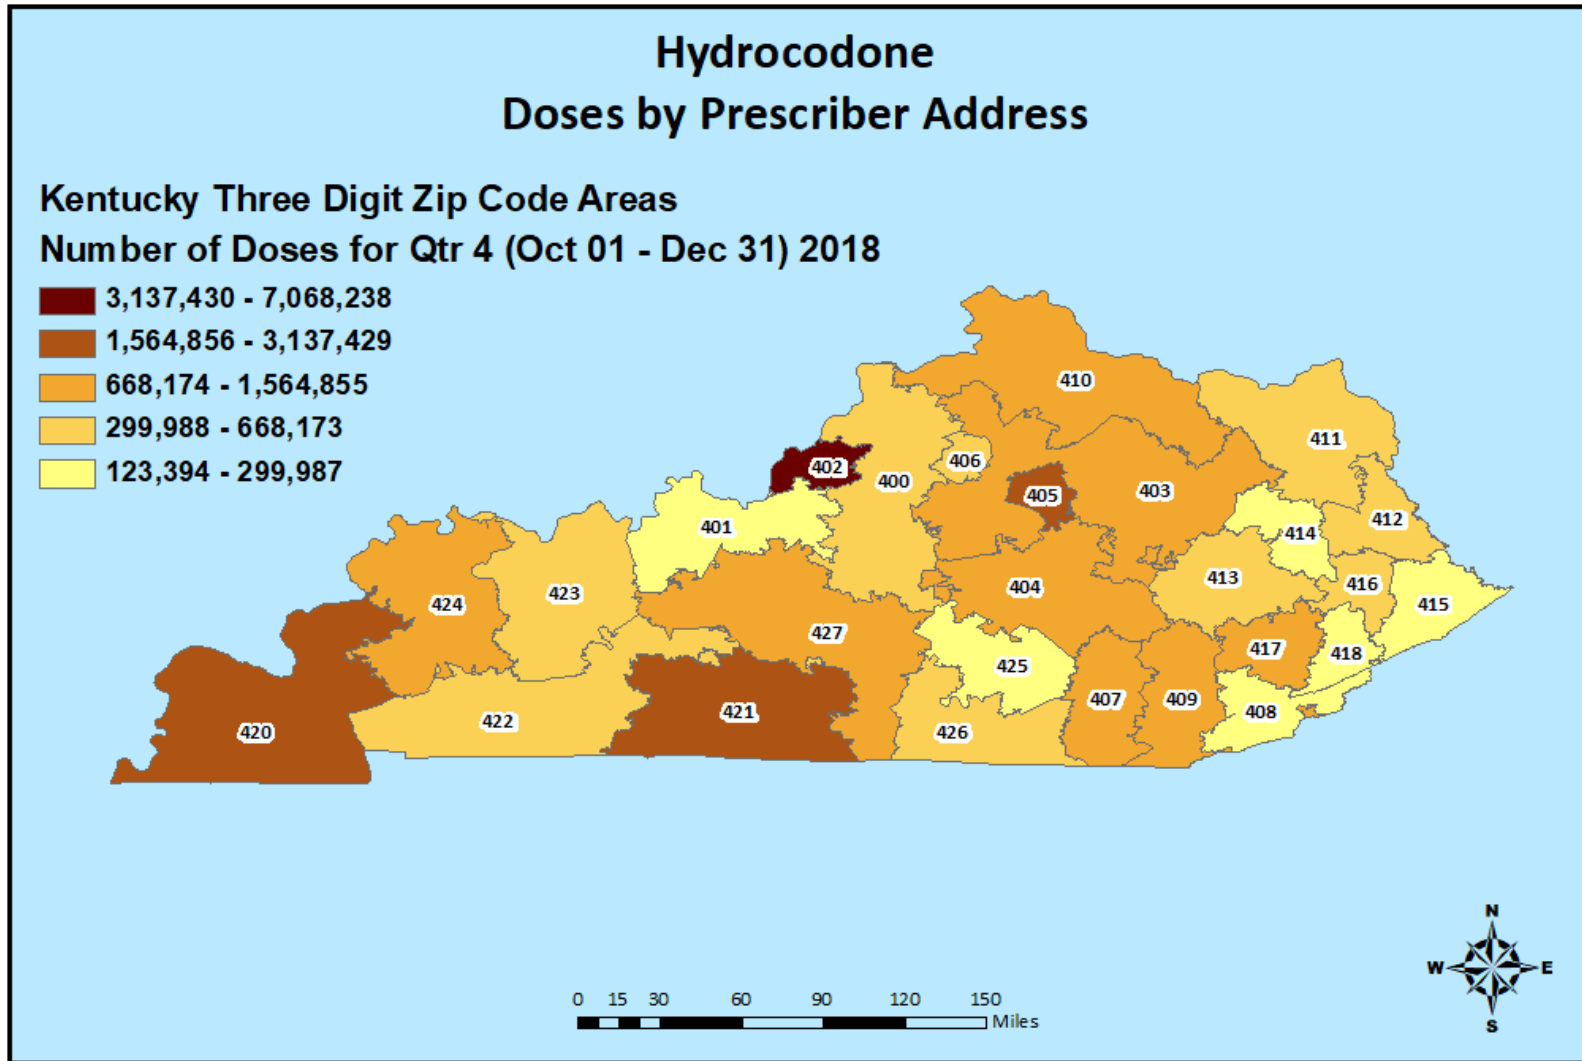 Hydrocodone
Doses by Prescriber Address
Kentucky Three Digit Zip Code Areas
Number of Doses for Qtr 4 (Oct 01 - Dec 31) 2018
3,137,430 - 7,068,238
1,564,856 - 3,137,429
668,174 - 1,564,855
299,988 - 668,173
123,394 - 299,987
410
411
402
406
400
403
405
412
401
414
413
416
404
415
423
424
427
417
418
425
407
409
408
421
422
426
420
N
W E
S
0 15 30 60 90 120 150
Miles